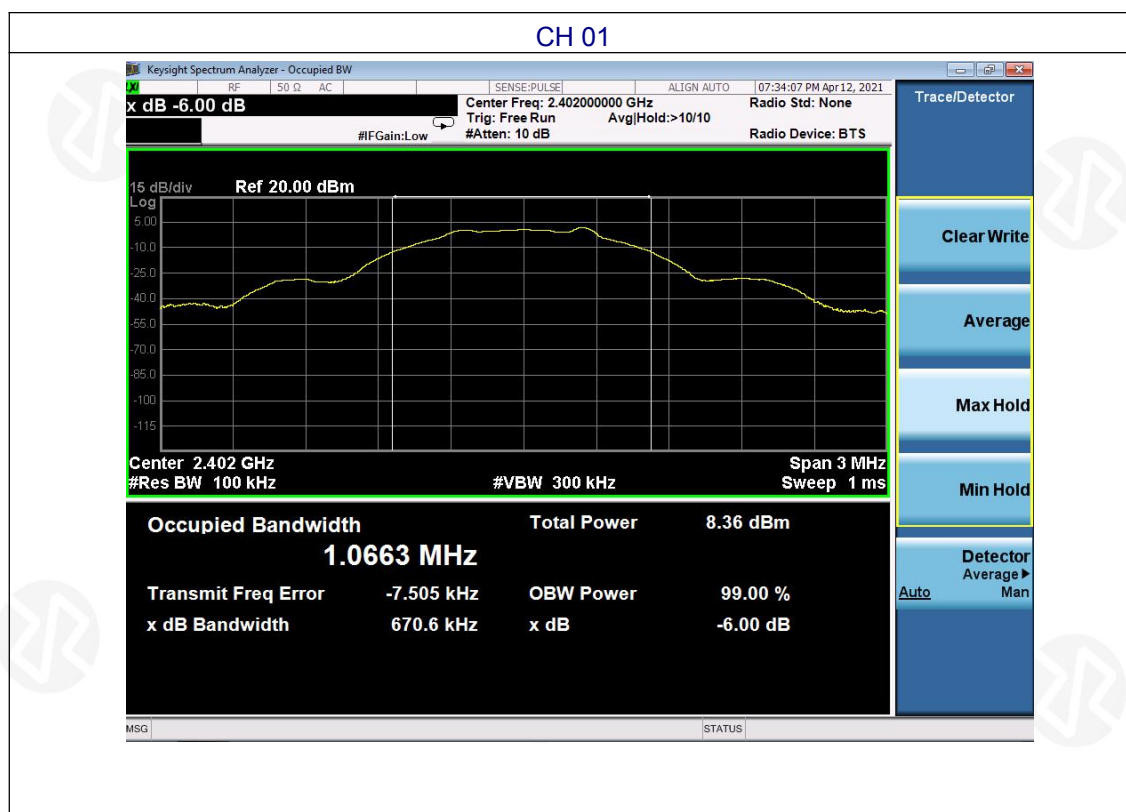 CH 01
Keysight Spectrum Analyzer - Occupied BW
LXI RF 50 Ω AC SENSE:PULSE ALIGN AUTO 07:34:07 PM Apr 12, 2021
x dB -6.00 dB
Center Freq: 2.402000000 GHz
Radio Std: None
Trig: Free Run Avg|Hold:>10/10
#IFGain:Low #Atten: 10 dB Radio Device: BTS
15 dB/div Ref 20.00 dBm
Log
5.00
-10.0
-25.0
-40.0
-55.0
-70.0
-85.0
-100
-115
Center 2.402 GHz Span 3 MHz
#Res BW 100 kHz #VBW 300 kHz Sweep 1 ms
Occupied Bandwidth Total Power 8.36 dBm
1.0663 MHz
Transmit Freq Error -7.505 kHz OBW Power 99.00 %
x dB Bandwidth 670.6 kHz x dB -6.00 dB
MSG STATUS
Trace/Detector
Clear Write
Average
Max Hold
Min Hold
Detector
Average▶
Auto Man